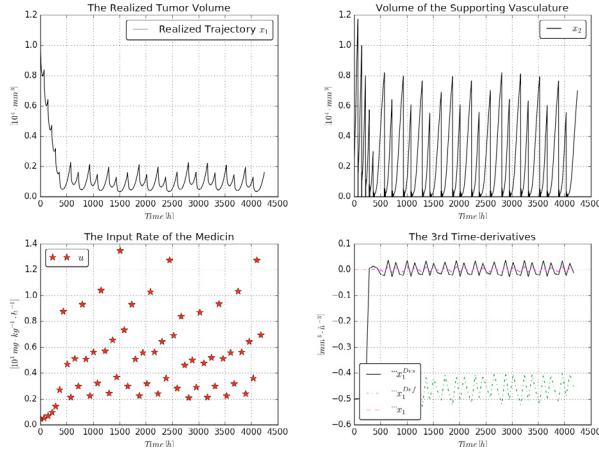 The Realized Tumor Volume
1.2
1.0
0.8
0.6
0.4
0.2
0.0
0 500 1000 1500 2000 2500 3000 3500 4000 4500
Time[h]
Realized Trajectory x₁
Volume of the Supporting Vasculature
1.2
1.0
0.8
0.6
0.4
0.2
0.0
0 500 1000 1500 2000 2500 3000 3500 4000 4500
Time[h]
x₂
The Input Rate of the Medicin
1.4
1.2
1.0
0.8
0.6
0.4
0.2
0.0
0 500 1000 1500 2000 2500 3000 3500 4000 4500
Time[h]
u
The 3rd Time-derivatives
0.1
0.0
−0.1
−0.2
−0.3
−0.4
−0.5
−0.6
0 500 1000 1500 2000 2500 3000 3500 4000 4500
Time[h]
x₁